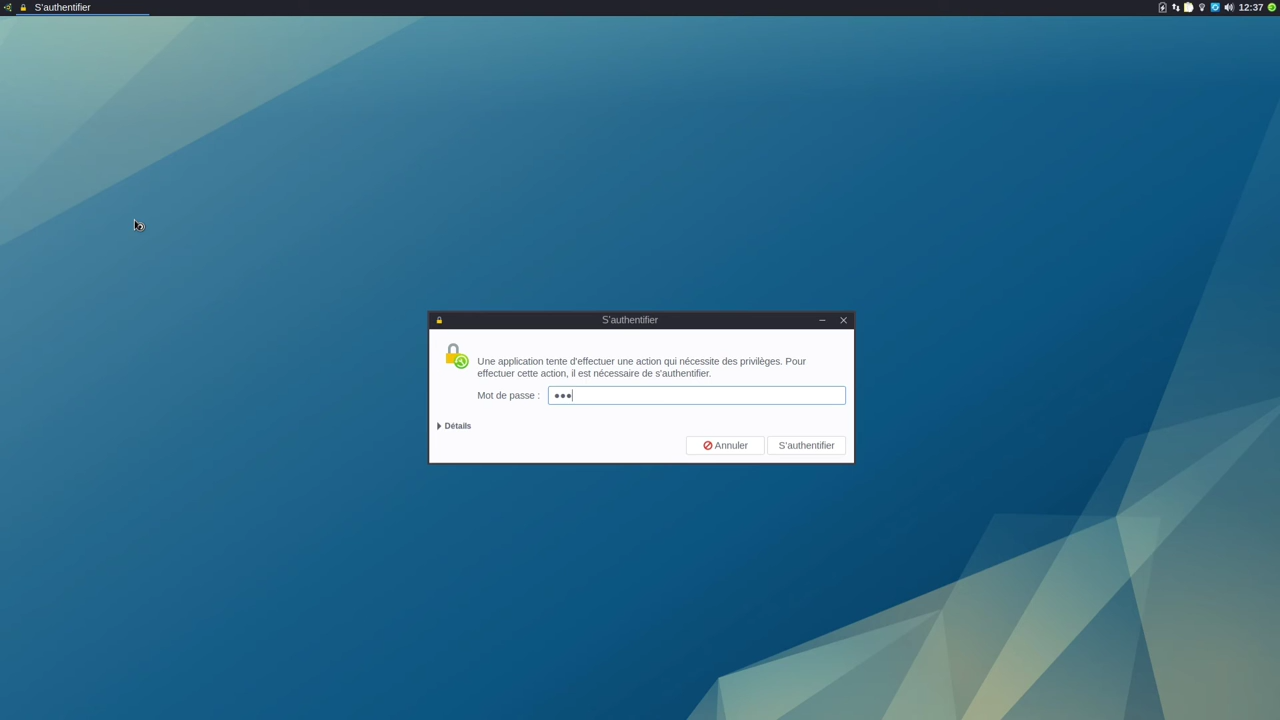 S'authentifier
12:37
S'authentifier
Une application tente d'effectuer une action qui nécessite des privilèges. Pour
effectuer cette action, il est nécessaire de s'authentifier.
Mot de passe : •••
Détails
Annuler
S'authentifier